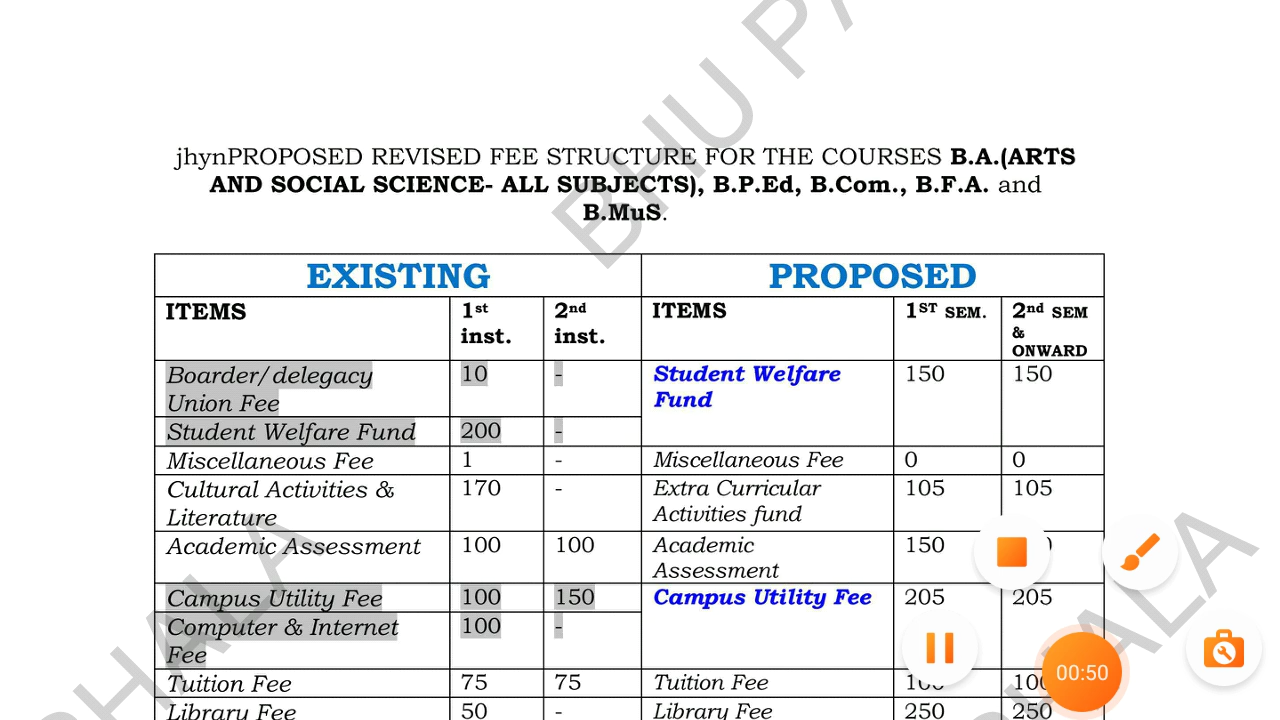 BHU PA
jhynPROPOSED REVISED FEE STRUCTURE FOR THE COURSES B.A.(ARTS
AND SOCIAL SCIENCE- ALL SUBJECTS), B.P.Ed, B.Com., B.F.A. and
B.MuS.
EXISTING PROPOSED
ITEMS 1st inst. 2nd inst. ITEMS 1ST SEM. 2nd SEM & ONWARD
Boarder/delegacy Union Fee 10 - Student Welfare Fund 150 150
Student Welfare Fund 200 -
Miscellaneous Fee 1 - Miscellaneous Fee 0 0
Cultural Activities & Literature 170 - Extra Curricular Activities fund 105 105
Academic Assessment 100 100 Academic Assessment 150
Campus Utility Fee 100 150 Campus Utility Fee 205 205
Computer & Internet Fee 100 -
Tuition Fee 75 75 Tuition Fee
Library Fee 50 - Library Fee 250 250
00:50
HALA
ALA